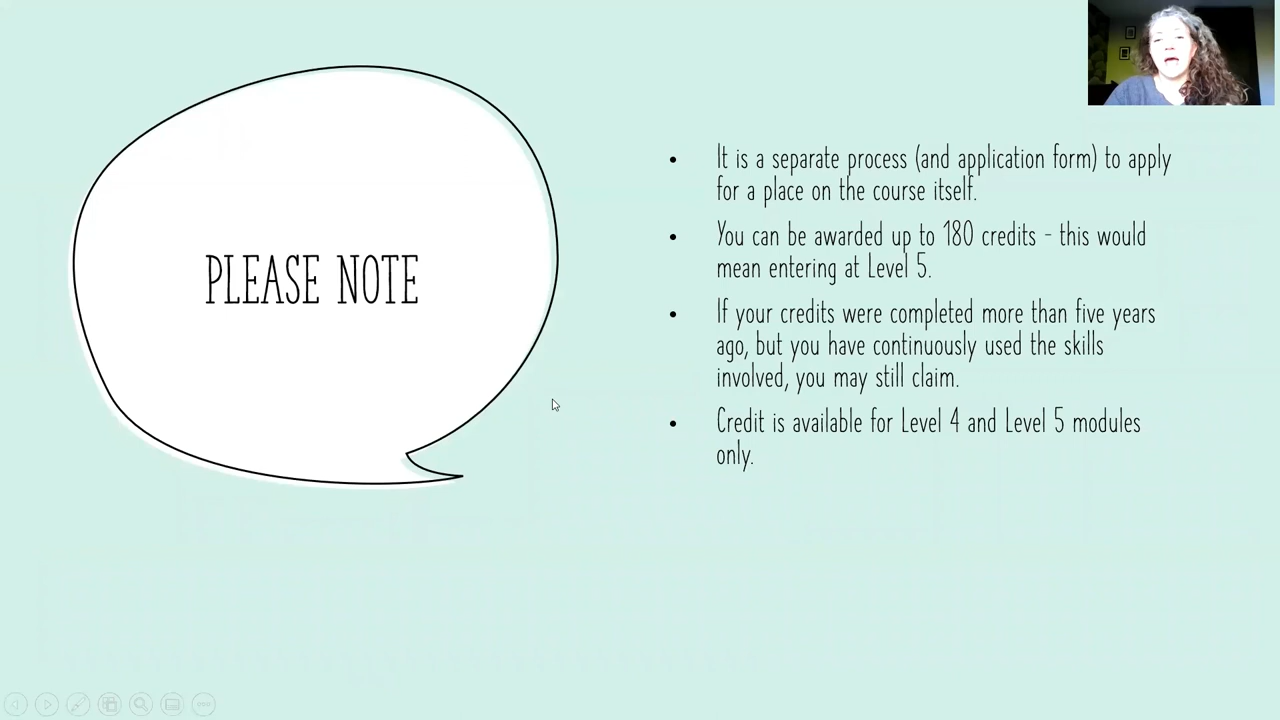 PLEASE NOTE
• It is a separate process (and application form) to apply
for a place on the course itself.
• You can be awarded up to 180 credits - this would
mean entering at Level 5.
• If your credits were completed more than five years
ago, but you have continuously used the skills
involved, you may still claim.
• Credit is available for Level 4 and Level 5 modules
only.